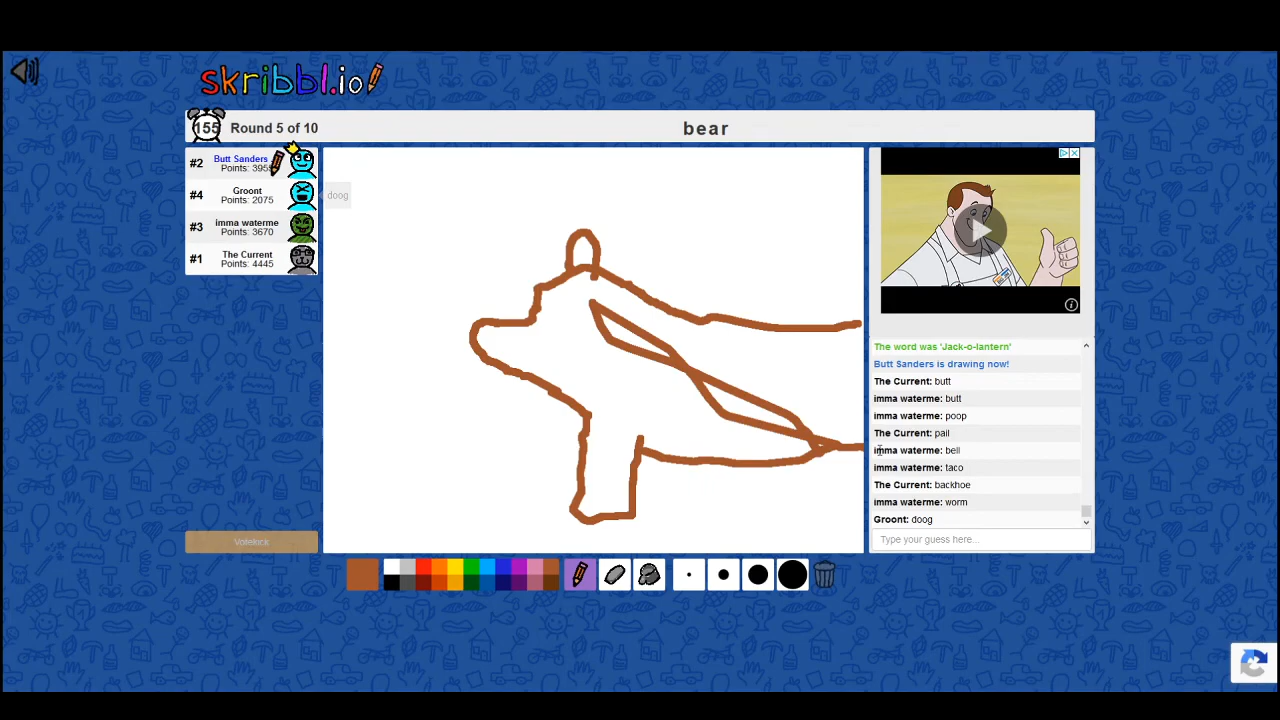 skribbl.io
155
Round 5 of 10
bear
#2
Butt Sanders
Points: 3955
#4
Groont
Points: 2075
#3
imma waterme
Points: 3670
#1
The Current
Points: 4445
doog
The word was 'Jack-o-lantern'
Butt Sanders is drawing now!
The Current: butt
imma waterme: butt
imma waterme: poop
The Current: pail
imma waterme: bell
imma waterme: taco
The Current: backhoe
imma waterme: worm
Groont: doog
Type your guess here...
Votekick